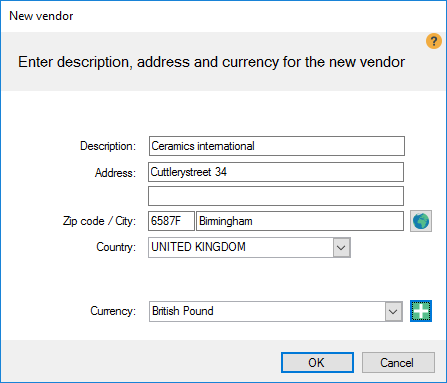 New vendor
?
Enter description, address and currency for the new vendor
Description: Ceramics international
Address: Cuttlerystreet 34
Zip code / City: 6587F Birmingham
Country: UNITED KINGDOM
Currency: British Pound
OK Cancel